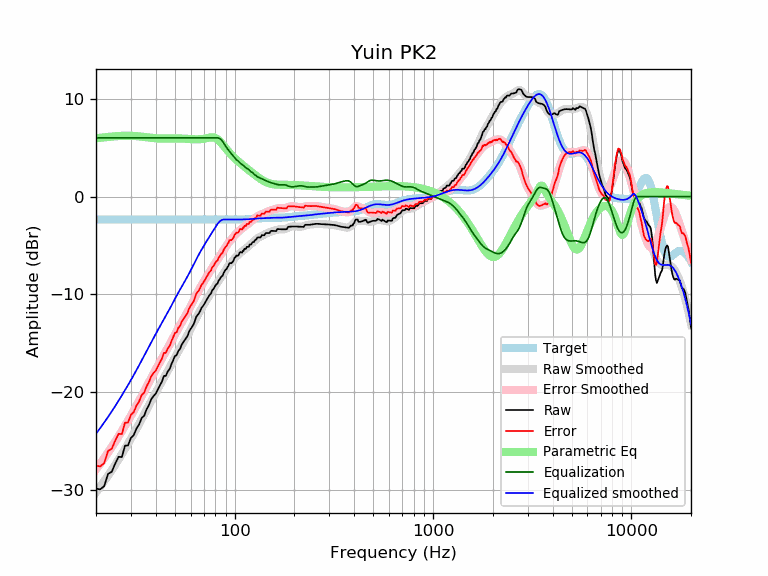 Yuin PK2
10
0
−10
−20
−30
Amplitude (dBr)
100
1000
10000
Frequency (Hz)
Target
Raw Smoothed
Error Smoothed
Raw
Error
Parametric Eq
Equalization
Equalized smoothed